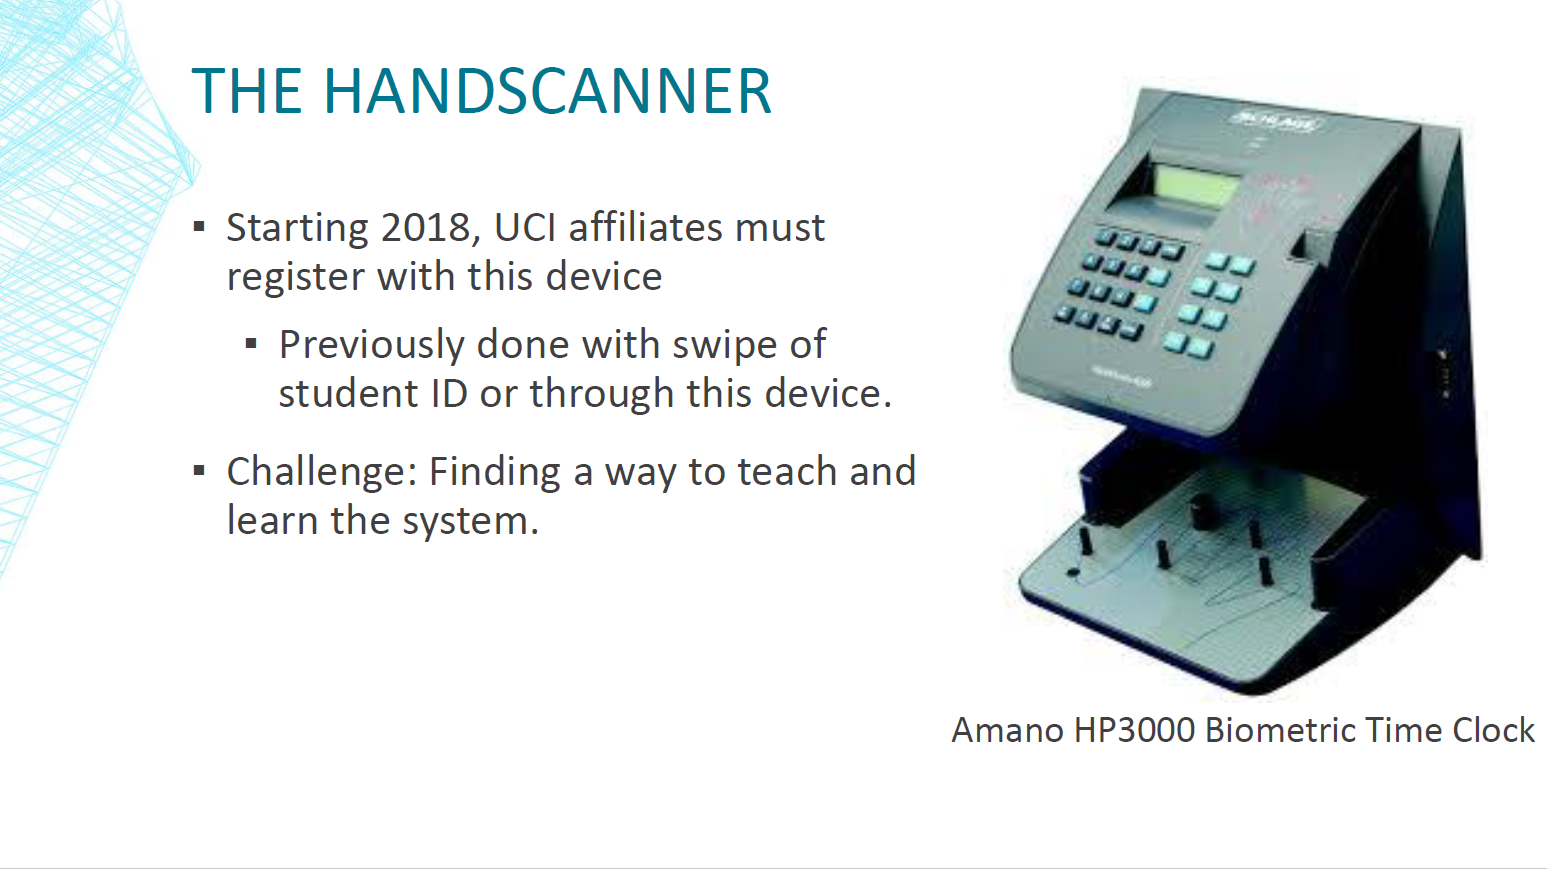 THE HANDSCANNER
▪ Starting 2018, UCI affiliates must
register with this device
▪ Previously done with swipe of
student ID or through this device.
▪ Challenge: Finding a way to teach and
learn the system.
SCHLAGE
Amano HP3000 Biometric Time Clock